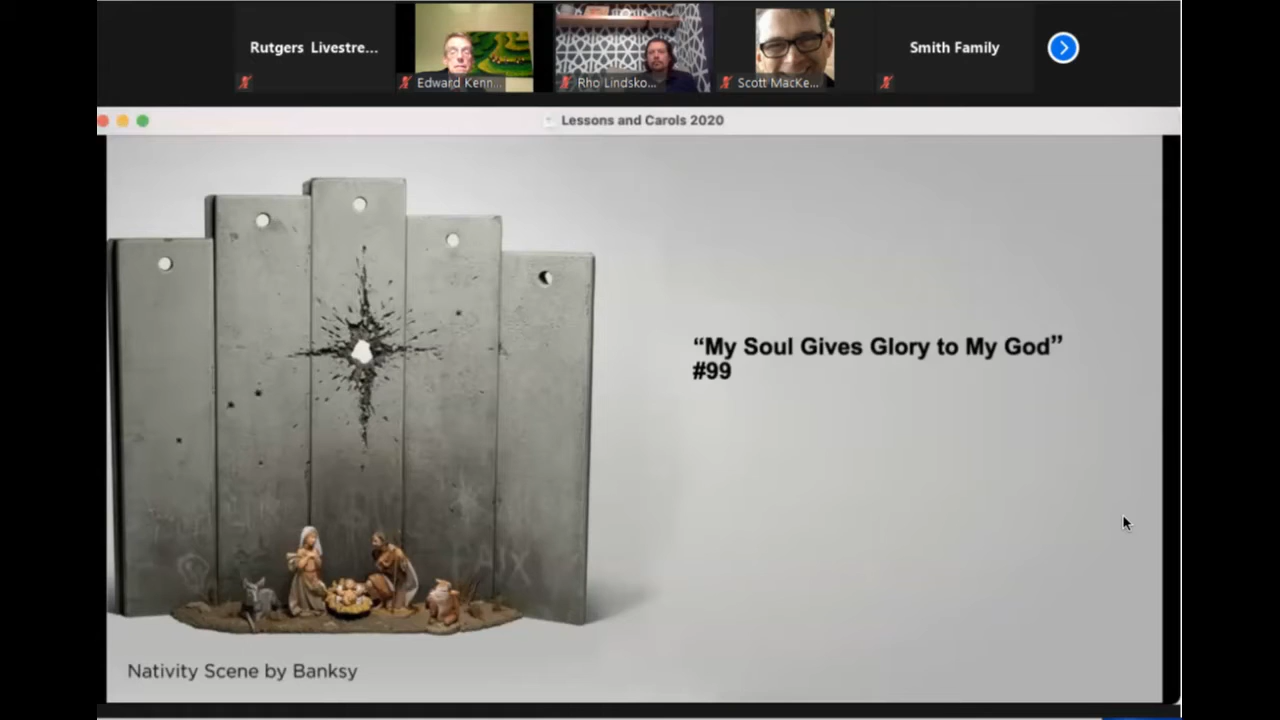 Rutgers Livestre...
Edward Kenn...
Rho Lindsko...
Scott MacKe...
Smith Family
Lessons and Carols 2020
“My Soul Gives Glory to My God”
#99
Nativity Scene by Banksy